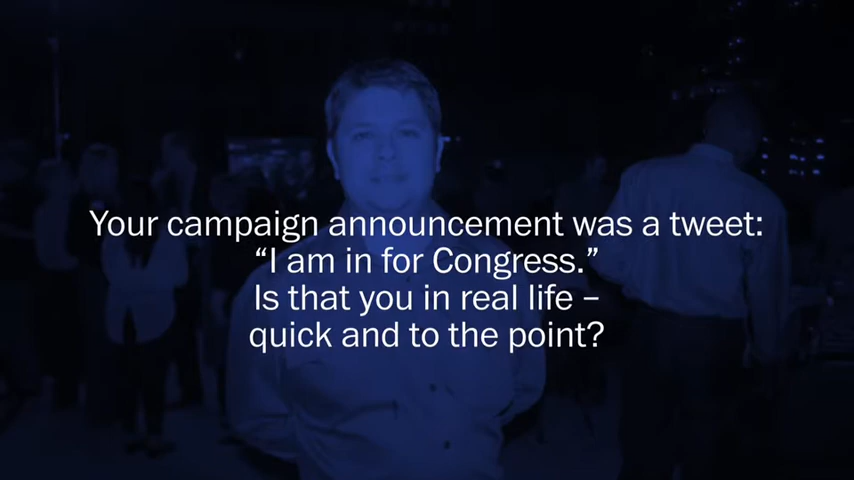 Your campaign announcement was a tweet:
“I am in for Congress.”
Is that you in real life –
quick and to the point?